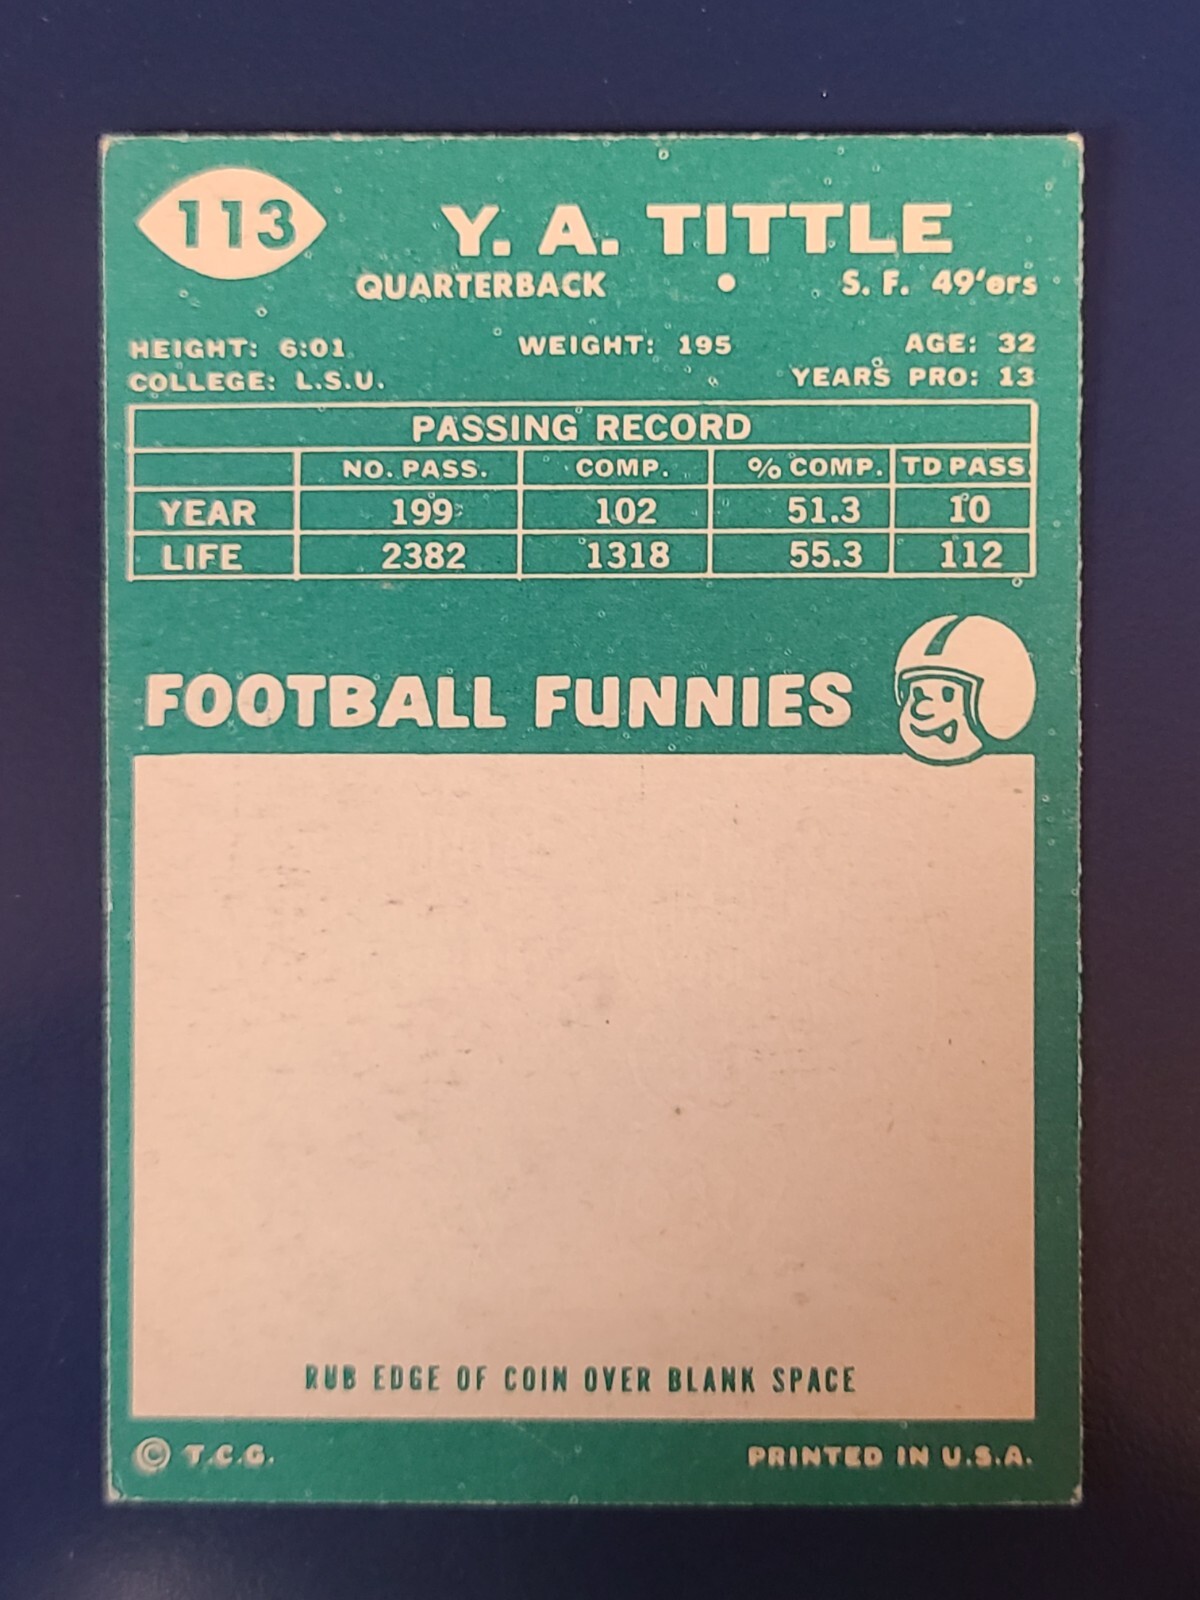 113
Y. A. TITTLE
QUARTERBACK • S. F. 49'ers
HEIGHT: 6:01 WEIGHT: 195 AGE: 32
COLLEGE: L.S.U. YEARS PRO: 13
PASSING RECORD
NO. PASS. COMP. % COMP. TD PASS.
YEAR 199 102 51.3 10
LIFE 2382 1318 55.3 112
FOOTBALL FUNNIES
RUB EDGE OF COIN OVER BLANK SPACE
© T.C.G. PRINTED IN U.S.A.